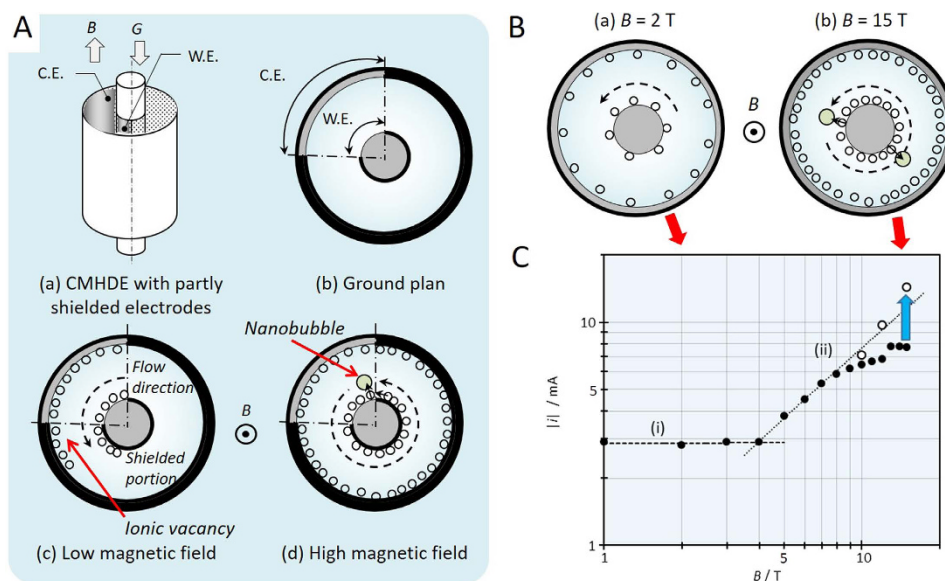 A
B
G
C.E.
W.E.
(a) CMHDE with partly
shielded electrodes
C.E.
W.E.
(b) Ground plan
Flow
direction
Shielded
portion
Ionic vacancy
(c) Low magnetic field
B
Nanobubble
(d) High magnetic field
B
(a) B = 2 T
B
(b) B = 15 T
C
|i| / mA
10
5
1
(i)
(ii)
1
5
10
B / T